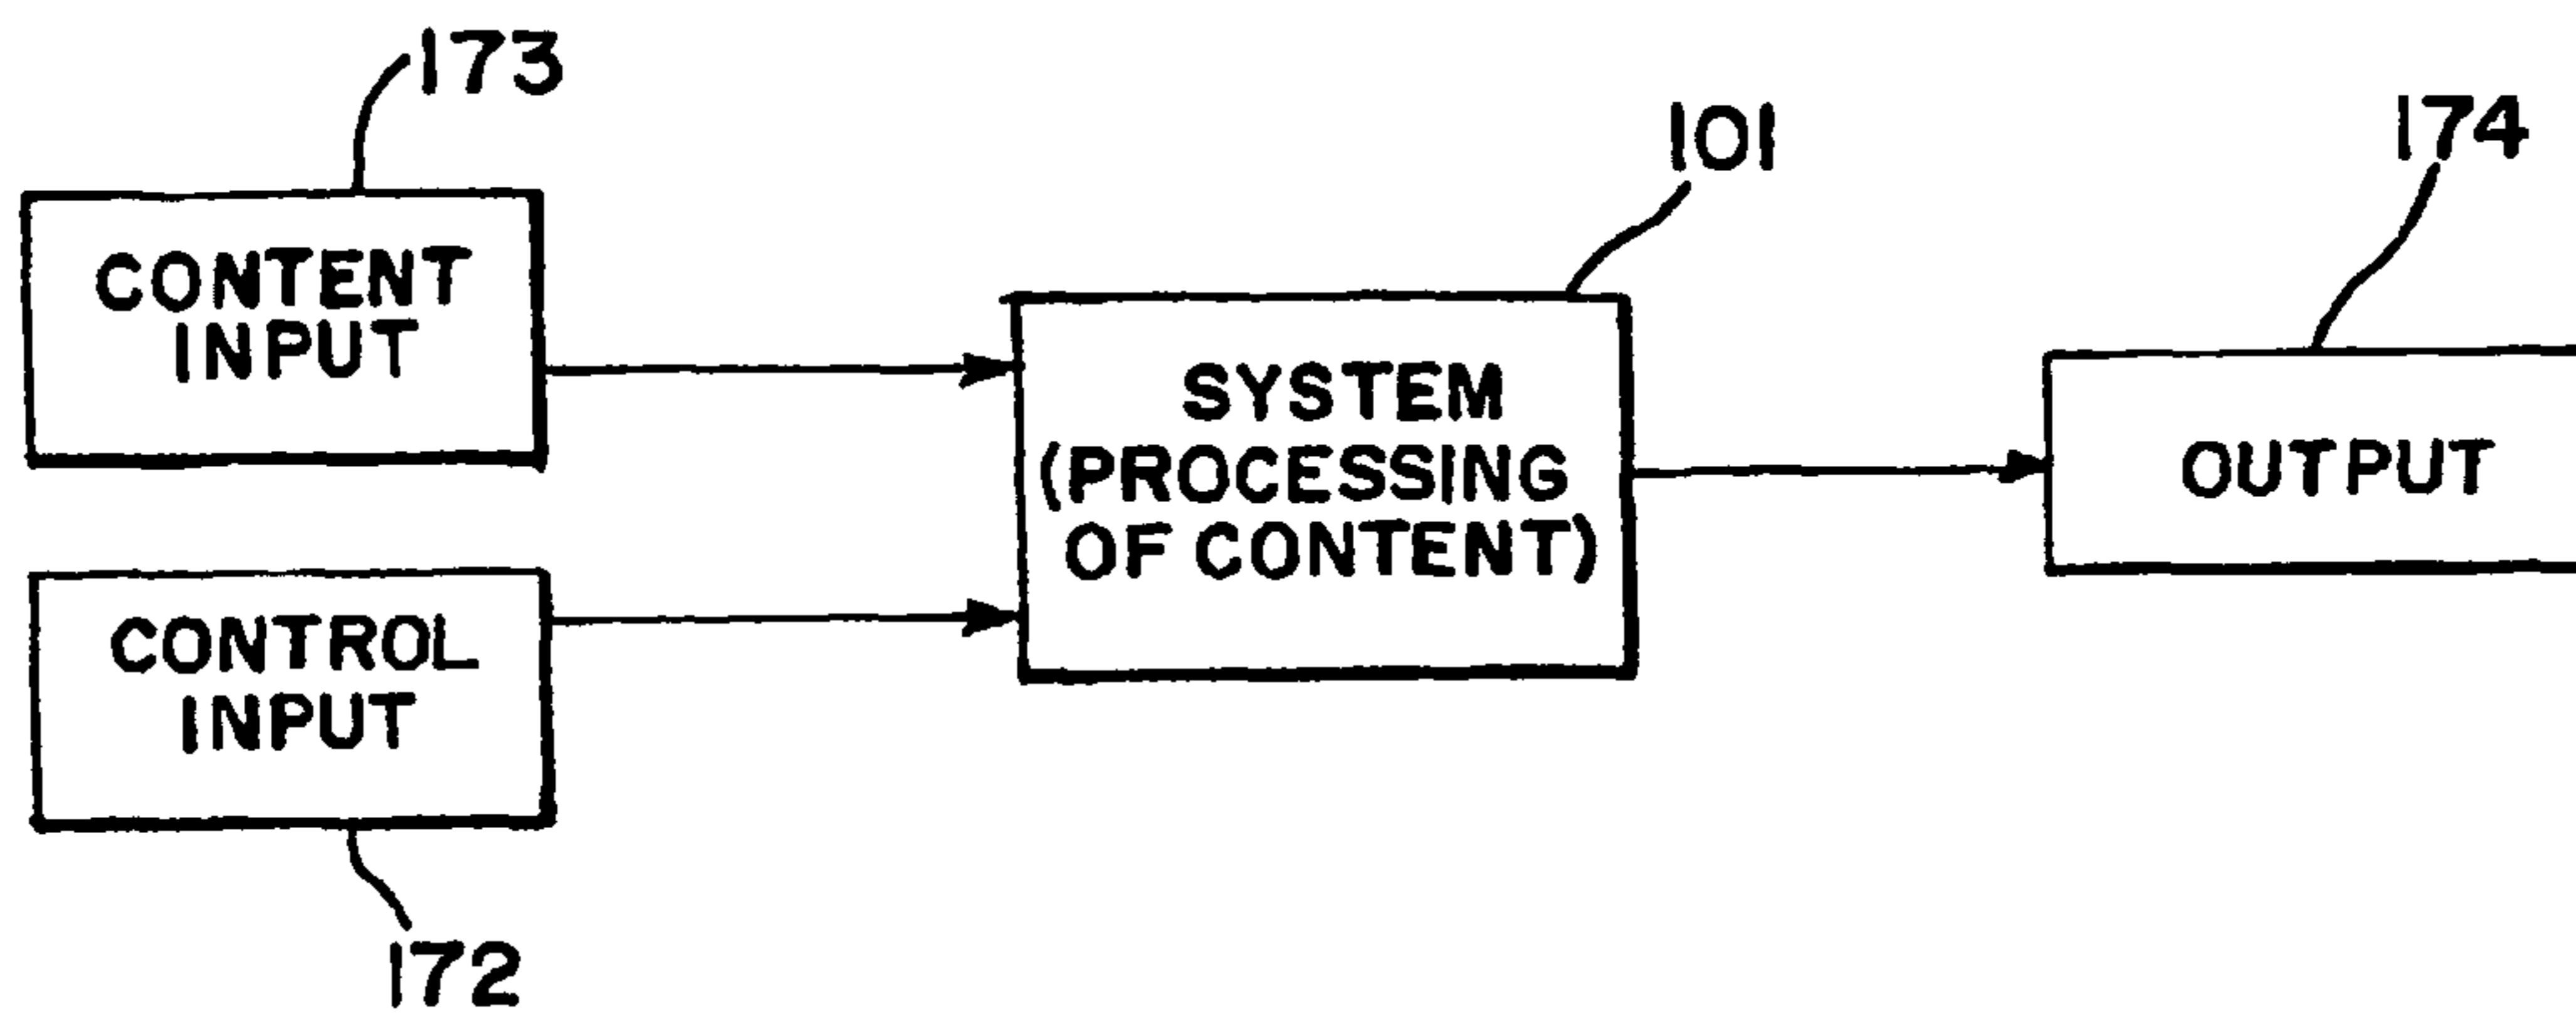 173
CONTENT
INPUT
101
SYSTEM
(PROCESSING
OF CONTENT)
174
OUTPUT
CONTROL
INPUT
172